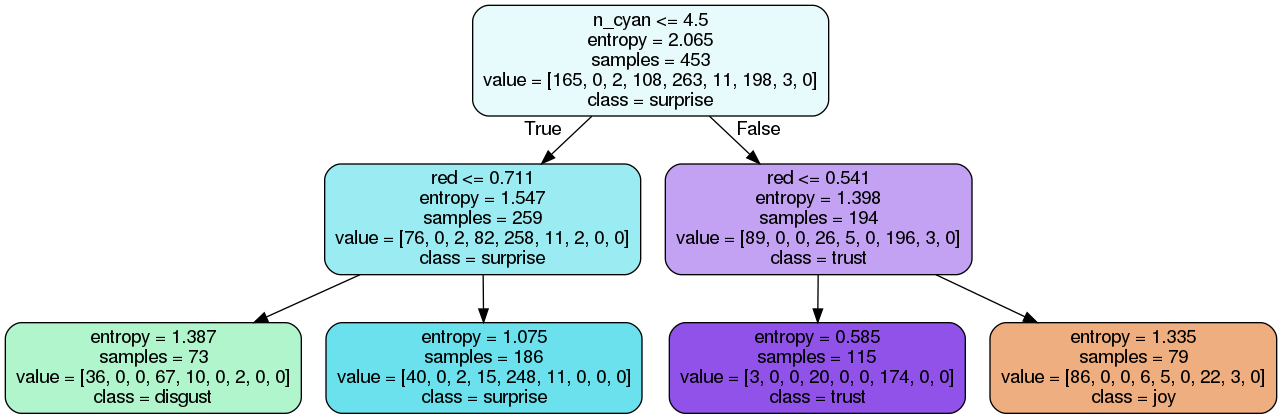 n_cyan <= 4.5
entropy = 2.065
samples = 453
value = [165, 0, 2, 108, 263, 11, 198, 3, 0]
class = surprise
True
False
red <= 0.711
entropy = 1.547
samples = 259
value = [76, 0, 2, 82, 258, 11, 2, 0, 0]
class = surprise
red <= 0.541
entropy = 1.398
samples = 194
value = [89, 0, 0, 26, 5, 0, 196, 3, 0]
class = trust
entropy = 1.387
samples = 73
value = [36, 0, 0, 67, 10, 0, 2, 0, 0]
class = disgust
entropy = 1.075
samples = 186
value = [40, 0, 2, 15, 248, 11, 0, 0, 0]
class = surprise
entropy = 0.585
samples = 115
value = [3, 0, 0, 20, 0, 0, 174, 0, 0]
class = trust
entropy = 1.335
samples = 79
value = [86, 0, 0, 6, 5, 0, 22, 3, 0]
class = joy